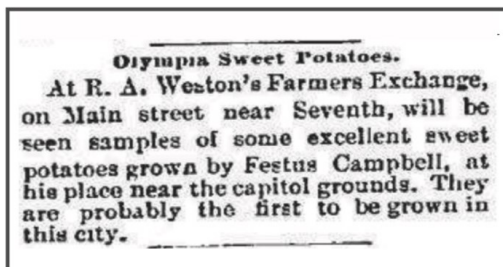 Olympia Sweet Potatoes.
At R. A. Weston's Farmers Exchange,
on Main street near Seventh, will be
seen samples of some excellent sweet
potatoes grown by Festus Campbell, at
his place near the capitol grounds. They
are probably the first to be grown in
this city.